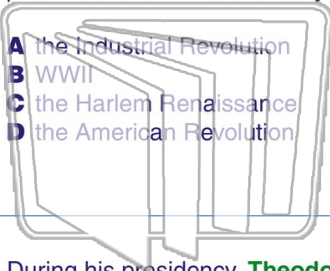 A the Industrial Revolution
B WWII
C the Harlem Renaissance
D the American Revolution
During his presidency, Theodo